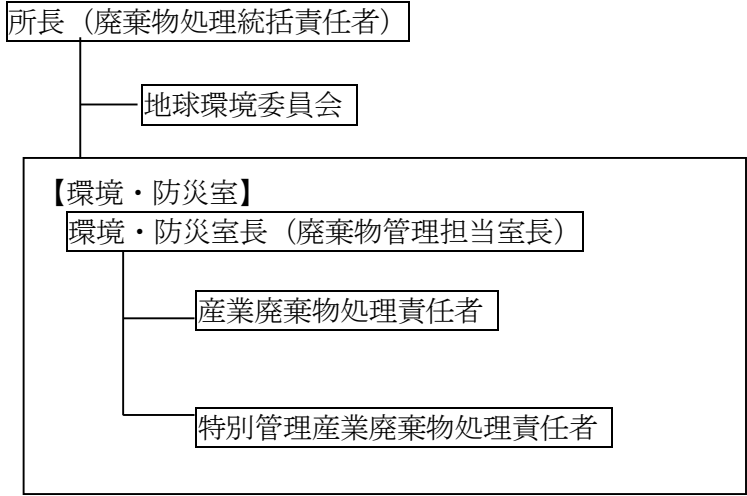 所長（廃棄物処理統括責任者）
地球環境委員会
【環境・防災室】
環境・防災室長（廃棄物管理担当室長）
産業廃棄物処理責任者
特別管理産業廃棄物処理責任者